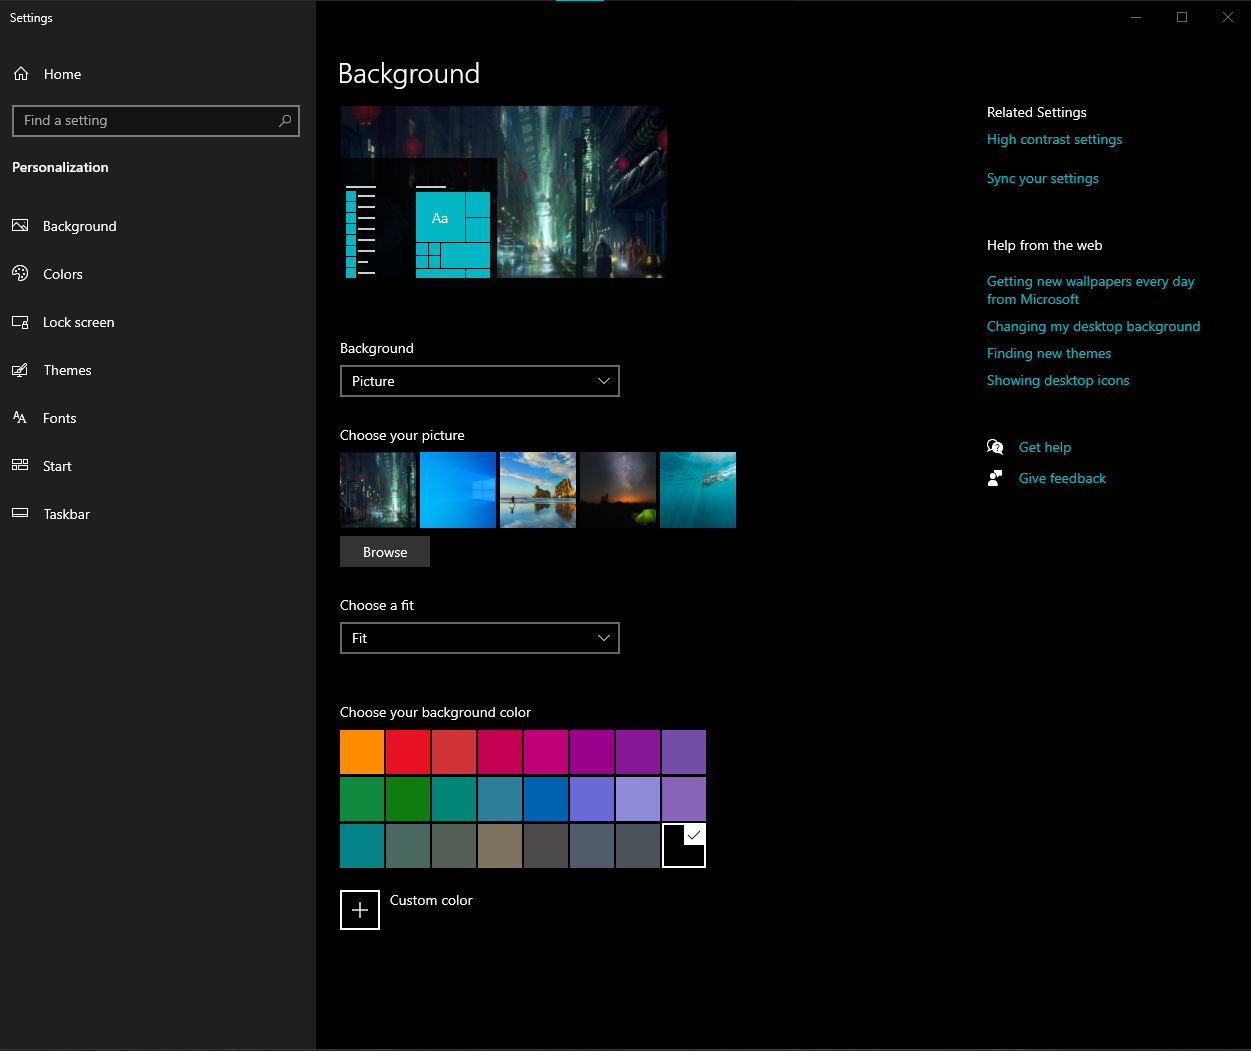 Settings
Home
Find a setting
Personalization
Background
Colors
Lock screen
Themes
Fonts
Start
Taskbar
Background
Aa
Background
Picture
Choose your picture
Browse
Choose a fit
Fit
Choose your background color
Custom color
Related Settings
High contrast settings
Sync your settings
Help from the web
Getting new wallpapers every day
from Microsoft
Changing my desktop background
Finding new themes
Showing desktop icons
Get help
Give feedback